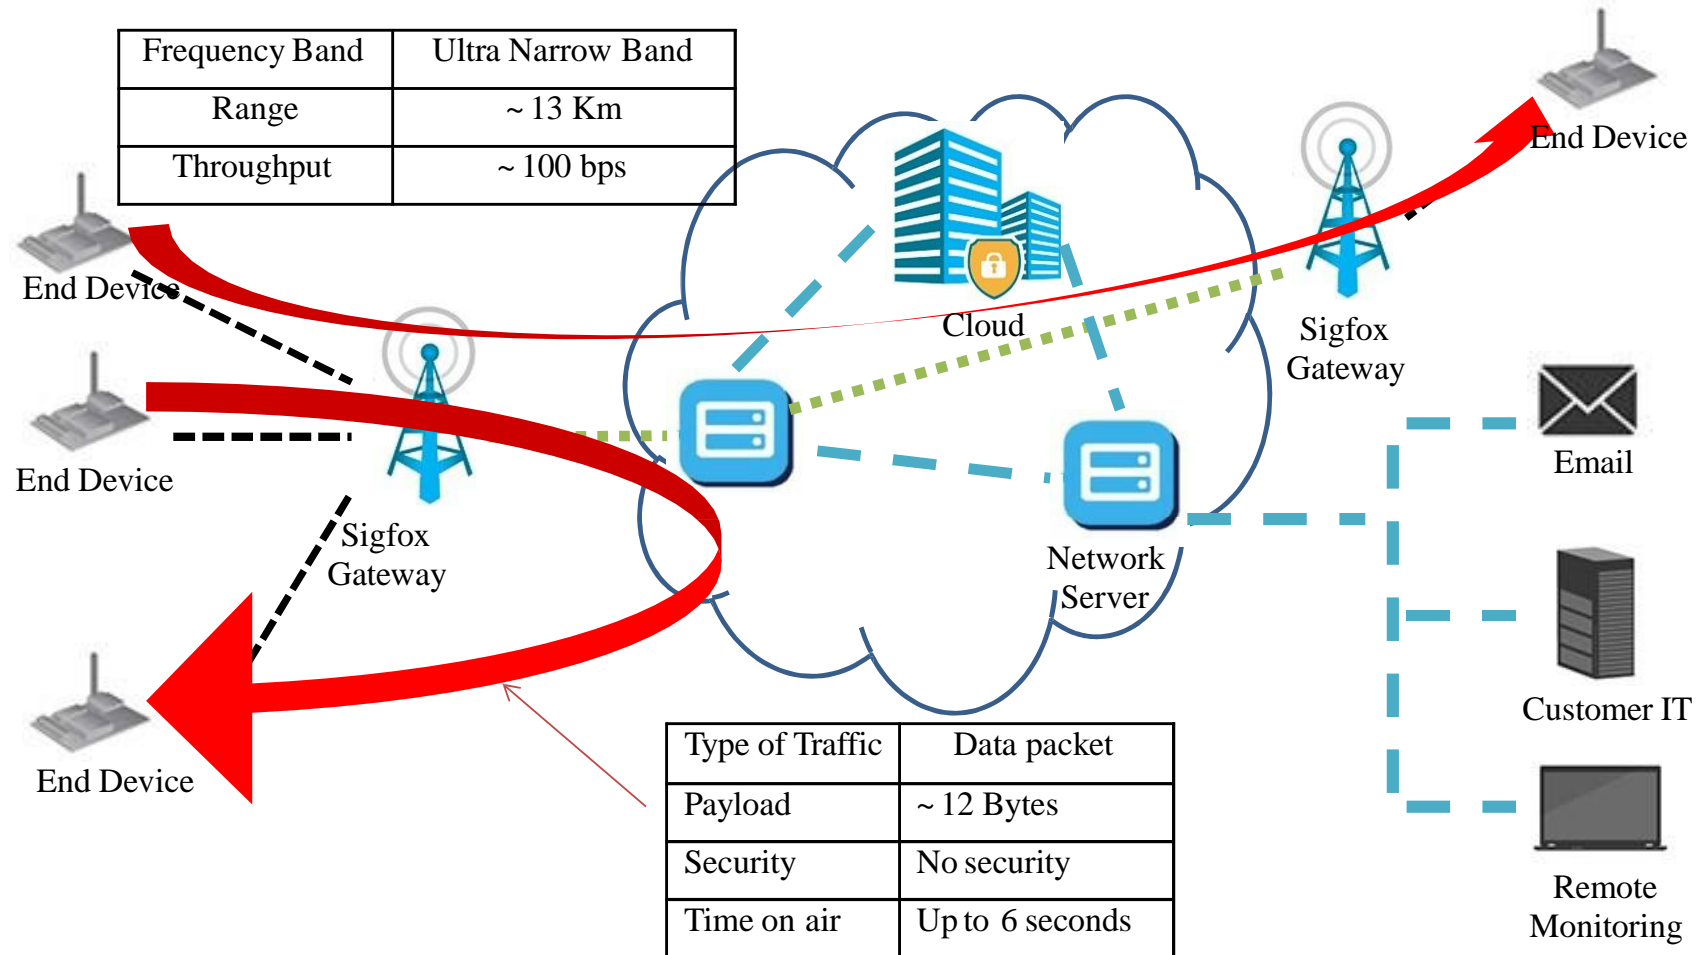 Frequency Band Ultra Narrow Band
Range ~ 13 Km
Throughput ~ 100 bps
End Device
End Device
Cloud
Sigfox
Gateway
End Device
Sigfox
Gateway
Email
Network
Server
Customer IT
End Device
Type of Traffic Data packet
Payload ~ 12 Bytes
Security No security
Time on air Up to 6 seconds
Remote
Monitoring